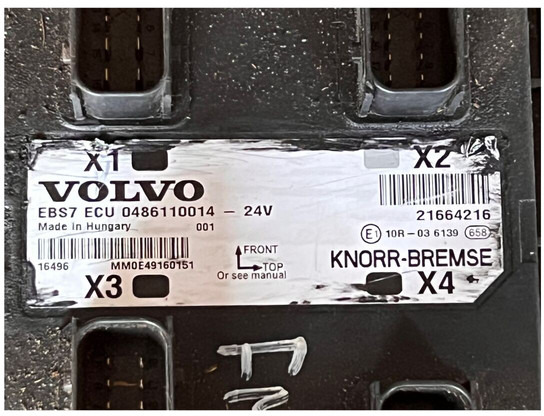 X1 X2
VOLVO
EBS7 ECU 0486110014 - 24V
21664216
Made in Hungary 001
E1 10R - 03 6139 658
FRONT
TOP
KNORR-BREMSE
16496 MM0E49160151
Or see manual
X3 X4